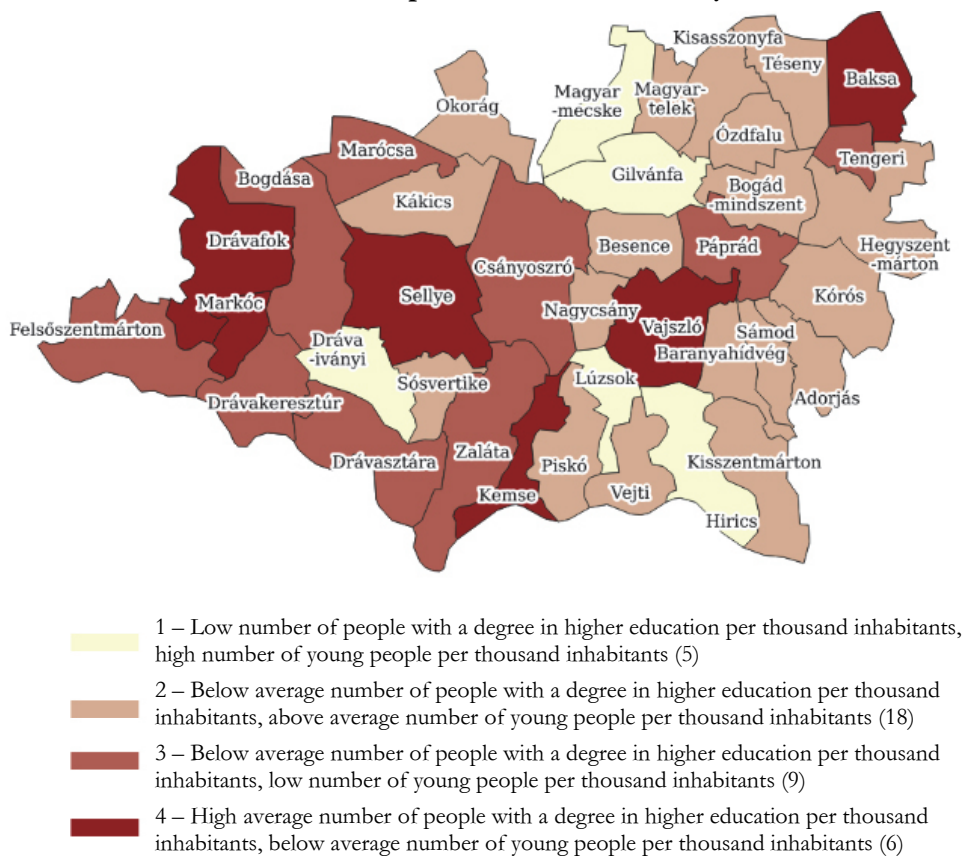 Kisasszonyfa
Téseny
Baksa
Magyar
-mecske
Magyar-
telek
Okorág
Ózdfalu
Marócsa
Tengeri
Bogdása
Gilvánfa
Bogád
-mindszent
Kákics
Drávafok
Besence
Páprád
Hegyszent
-márton
Csányoszró
Sellye
Kórós
Markóc
Nagycsány
Felsőszentmárton
Vajszló
Sámod
Dráva
-iványi
Baranyahídvég
Sósvertike
Lúzsok
Adorjás
Drávakeresztúr
Drávasztára
Zaláta
Piskó
Kisszentmárton
Kemse
Vejti
Hirics
1 – Low number of people with a degree in higher education per thousand inhabitants,
high number of young people per thousand inhabitants (5)
2 – Below average number of people with a degree in higher education per thousand
inhabitants, above average number of young people per thousand inhabitants (18)
3 – Below average number of people with a degree in higher education per thousand
inhabitants, low number of young people per thousand inhabitants (9)
4 – High average number of people with a degree in higher education per thousand
inhabitants, below average number of young people per thousand inhabitants (6)